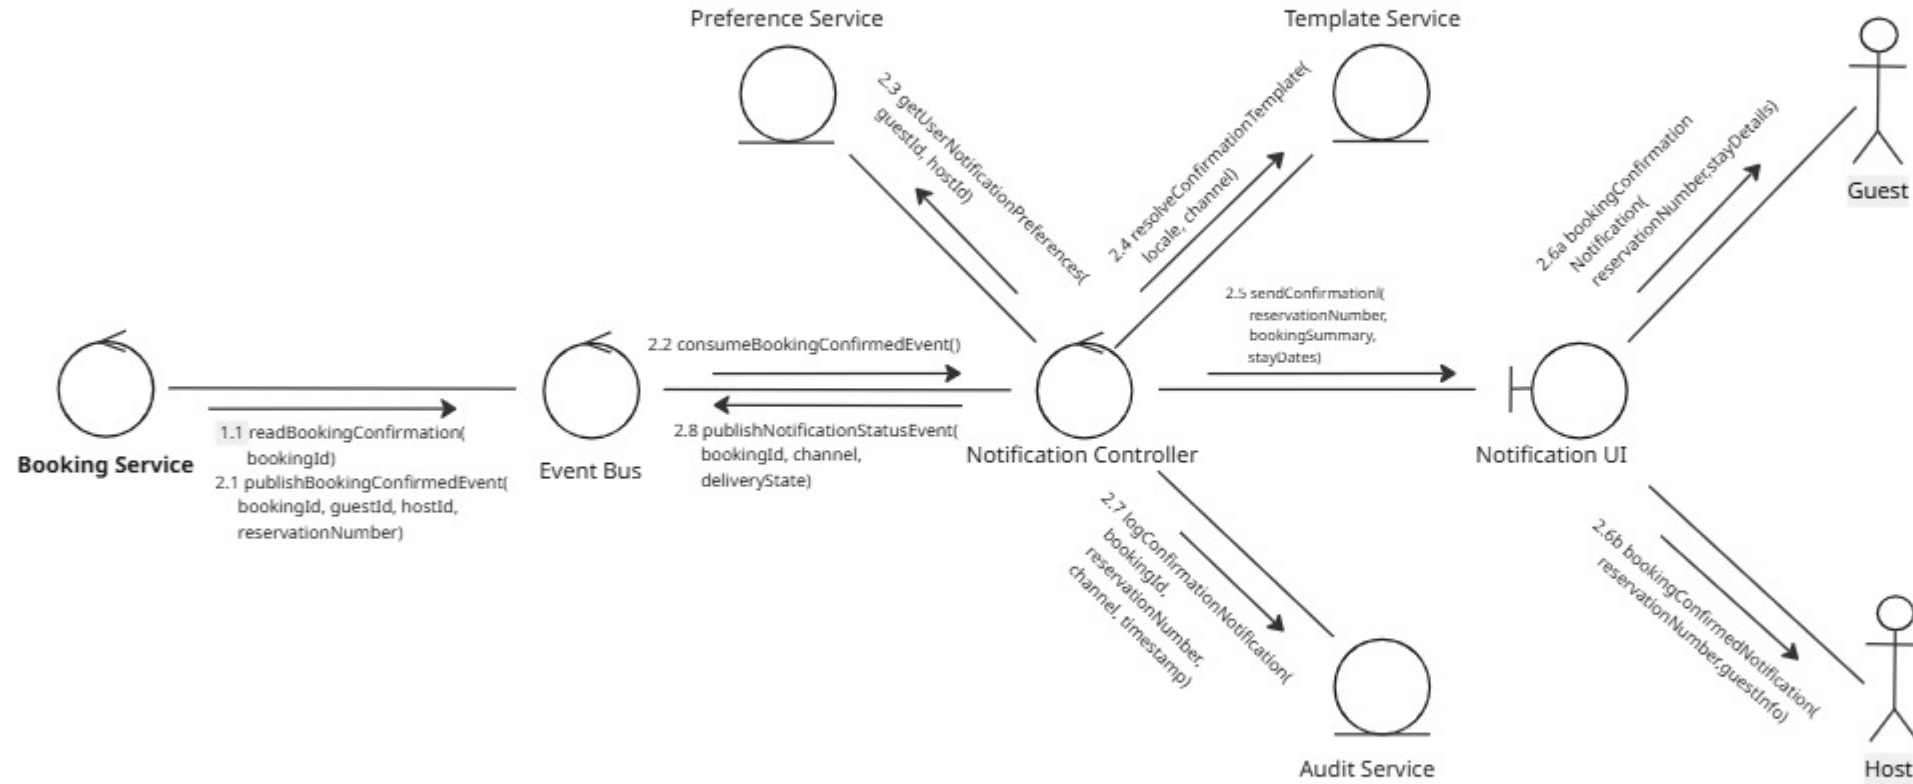 Preference Service
Template Service
2.3 getUserNotificationPreferences(
guestId, hostId)
2.4 resolveConfirmationTemplate(
locale, channel)
2.6a bookingConfirmation
Notification(
reservationNumber,stayDetails)
Guest
2.5 sendConfirmationl(
reservationNumber,
bookingSummary,
stayDates)
2.2 consumeBookingConfirmedEvent()
1.1 readBookingConfirmation(
bookingId)
2.1 publishBookingConfirmedEvent(
bookingId, guestId, hostId,
reservationNumber)
Booking Service
Event Bus
2.8 publishNotificationStatusEvent(
bookingId, channel,
deliveryState)
Notification Controller
Notification UI
2.7 logConfirmationNotification(
bookingId,
reservationNumber,
channel, timestamp)
2.6b bookingConfirmedNotification(
reservationNumber,guestInfo)
Audit Service
Host